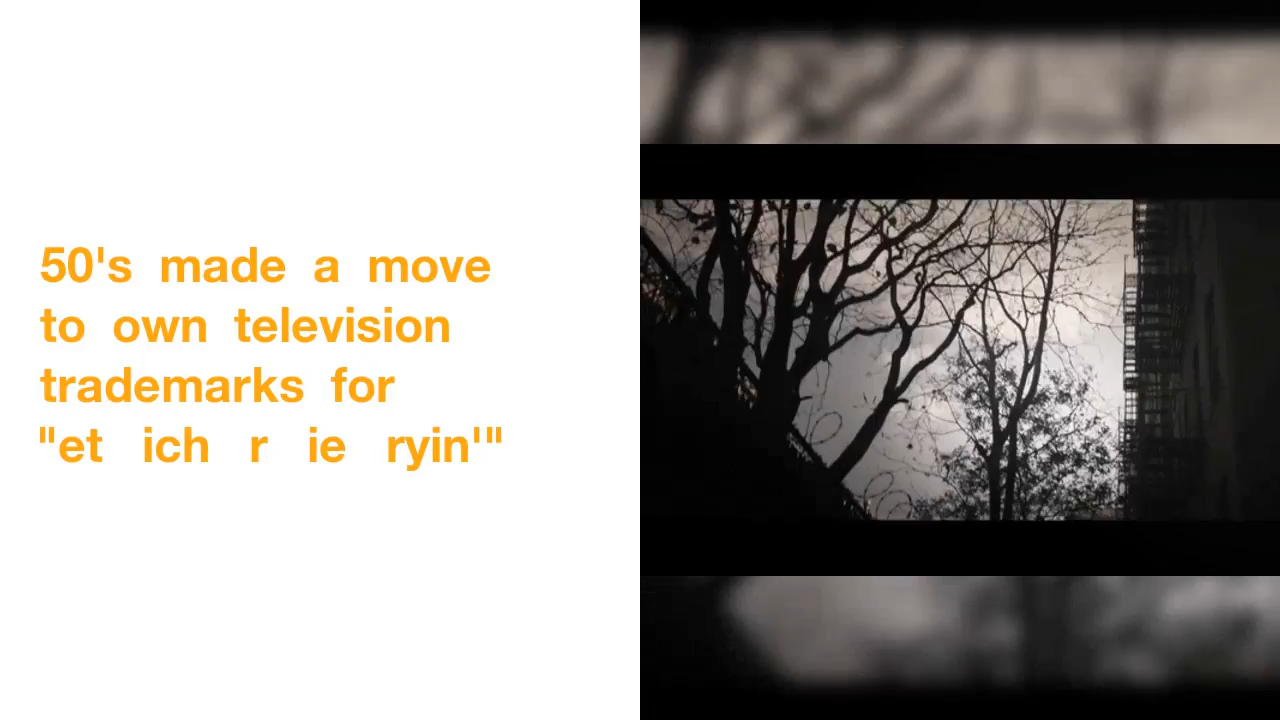 50's made a move
to own television
trademarks for
"et ich r ie ryin'"